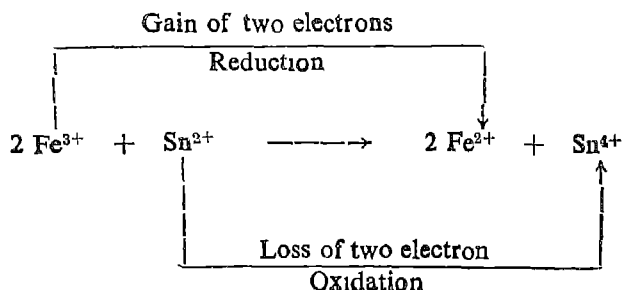 Gain of two electrons
Reduction
2 Fe³⁺ + Sn²⁺ ⟶ 2 Fe²⁺ + Sn⁴⁺
Loss of two electron
Oxidation